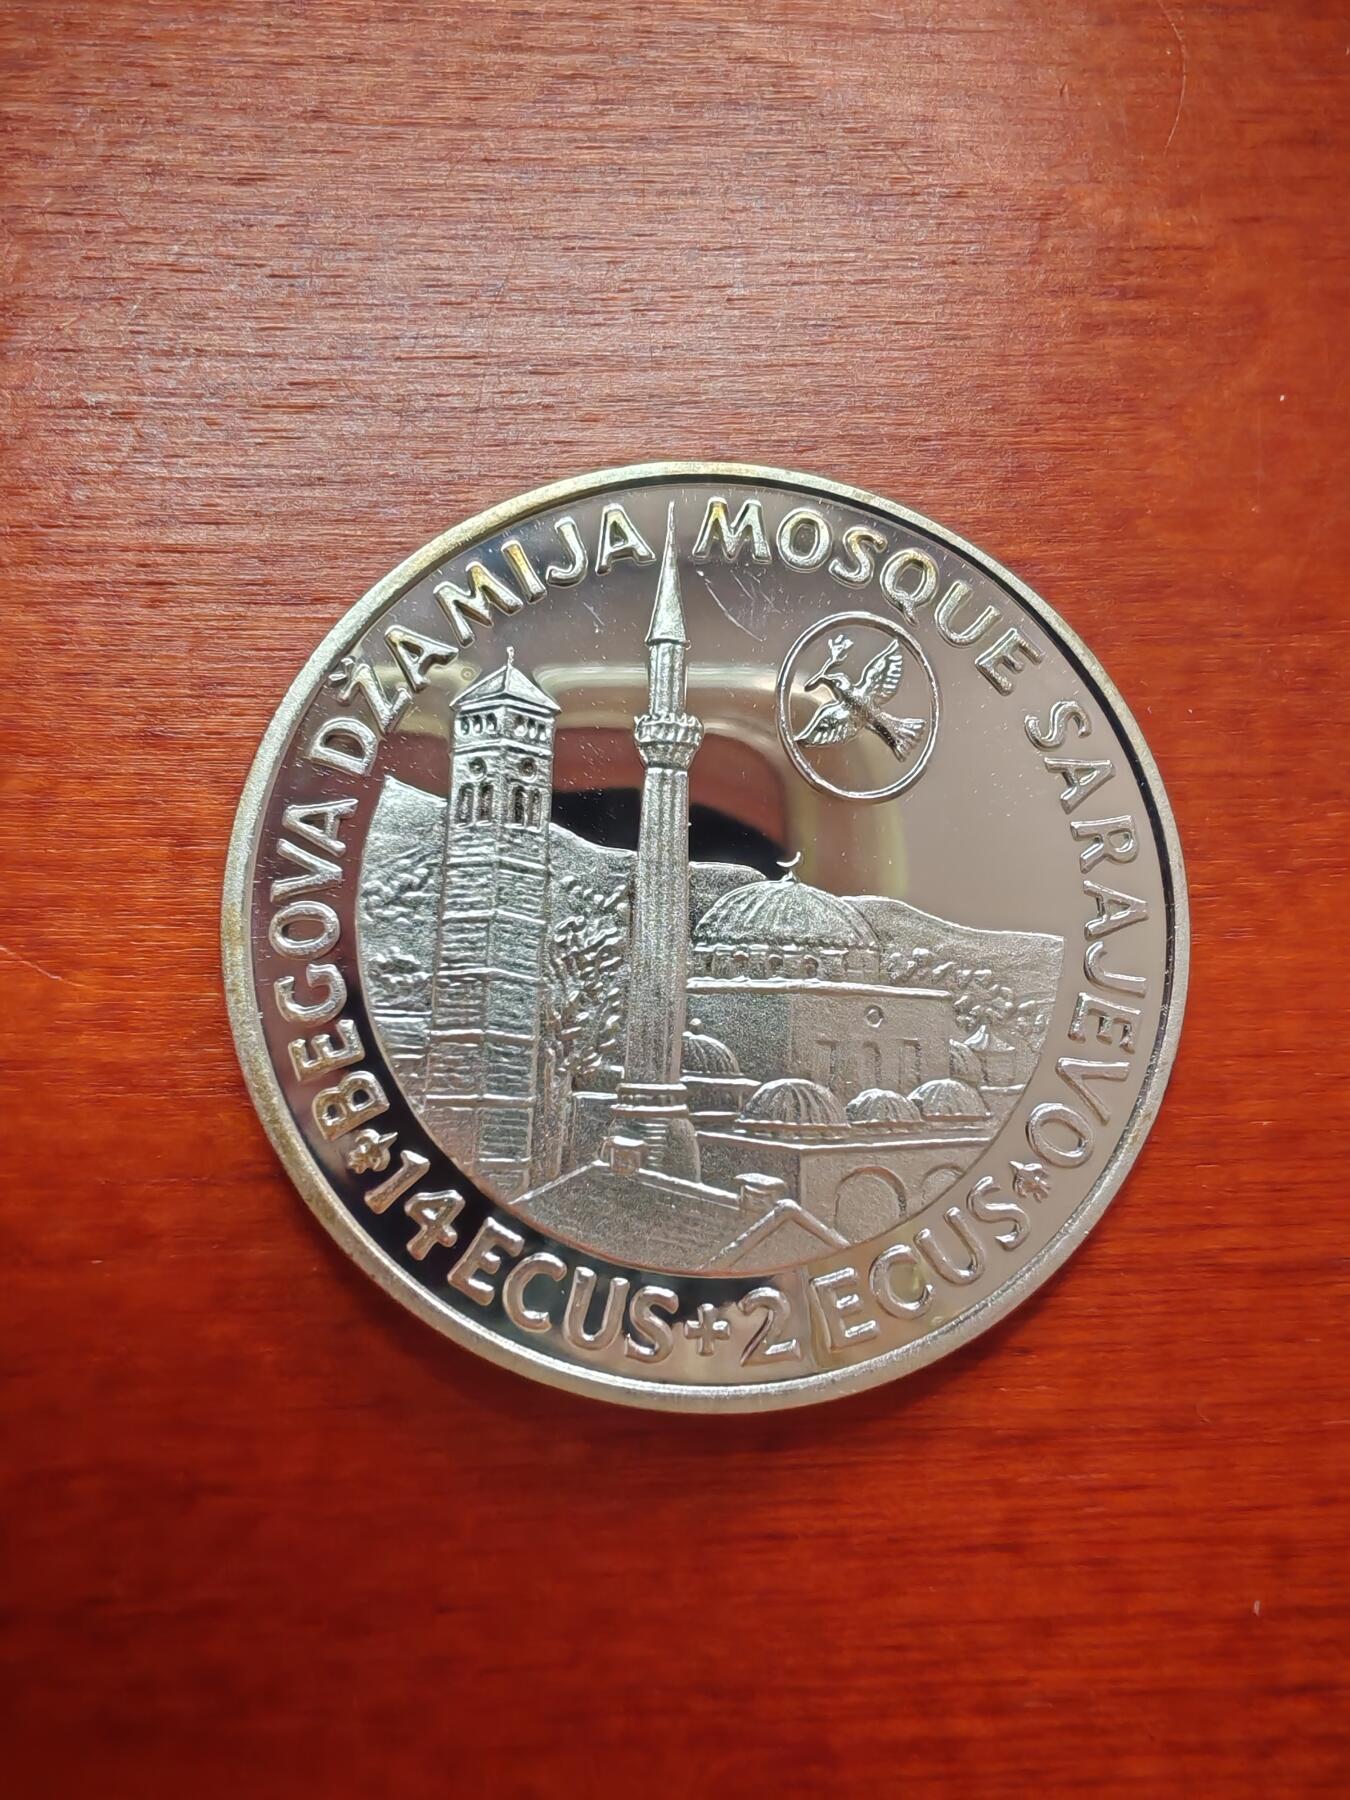 BEGOVA DŽAMIJA MOSQUE SARAJEVO
14 ECUS + 2 ECUS